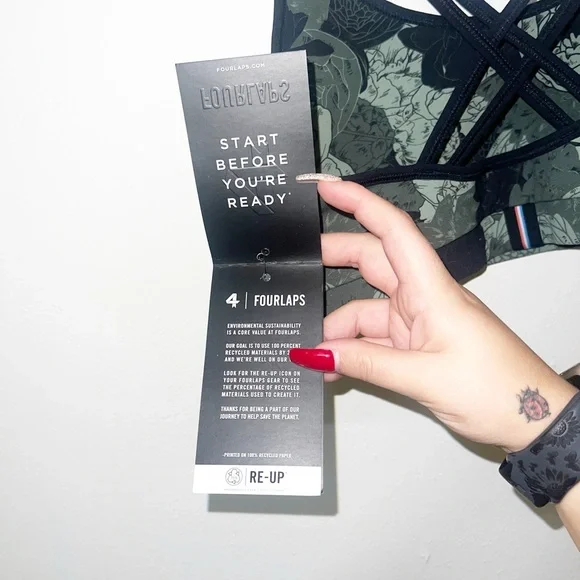 FOURLAPS.COM
FOURLAPS
START
BEFORE
YOU'RE
READY
4 | FOURLAPS
ENVIRONMENTAL SUSTAINABILITY
IS A CORE VALUE AT FOURLAPS.
OUR GOAL IS TO USE 100 PERCENT
RECYCLED MATERIALS BY 2
AND WE'RE WELL ON OUR
LOOK FOR THE RE-UP ICON ON
YOUR FOURLAPS GEAR TO SEE
THE PERCENTAGE OF RECYCLED
MATERIALS USED TO CREATE IT.
THANKS FOR BEING A PART OF OUR
JOURNEY TO HELP SAVE THE PLANET.
-PRINTED ON 100% RECYCLED PAPER
RE-UP